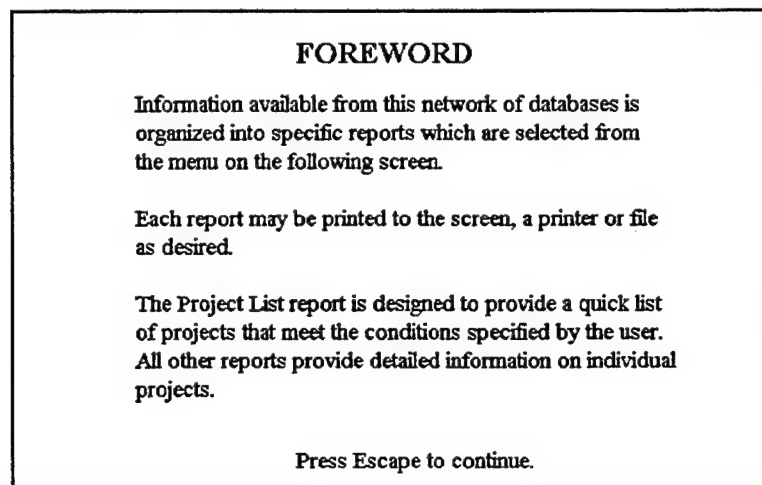 FOREWORD
Information available from this network of databases is
organized into specific reports which are selected from
the menu on the following screen.
Each report may be printed to the screen, a printer or file
as desired.
The Project List report is designed to provide a quick list
of projects that meet the conditions specified by the user.
All other reports provide detailed information on individual
projects.
Press Escape to continue.